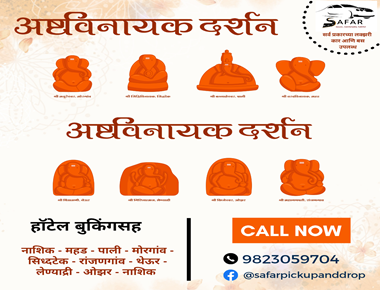 अष्टविनायक दर्शन
SAFAR
सर्व प्रकारच्या लक्झरी
कार आणि बस
उपलब्ध
अष्टविनायक दर्शन
हॉटेल बुकिंगसह
नाशिक - महड - पाली - मोरगांव -
सिध्दटेक - रांजणगांव - थेऊर -
लेण्याद्री - ओझर - नाशिक
CALL NOW
9823059704
@safarpickupanddrop